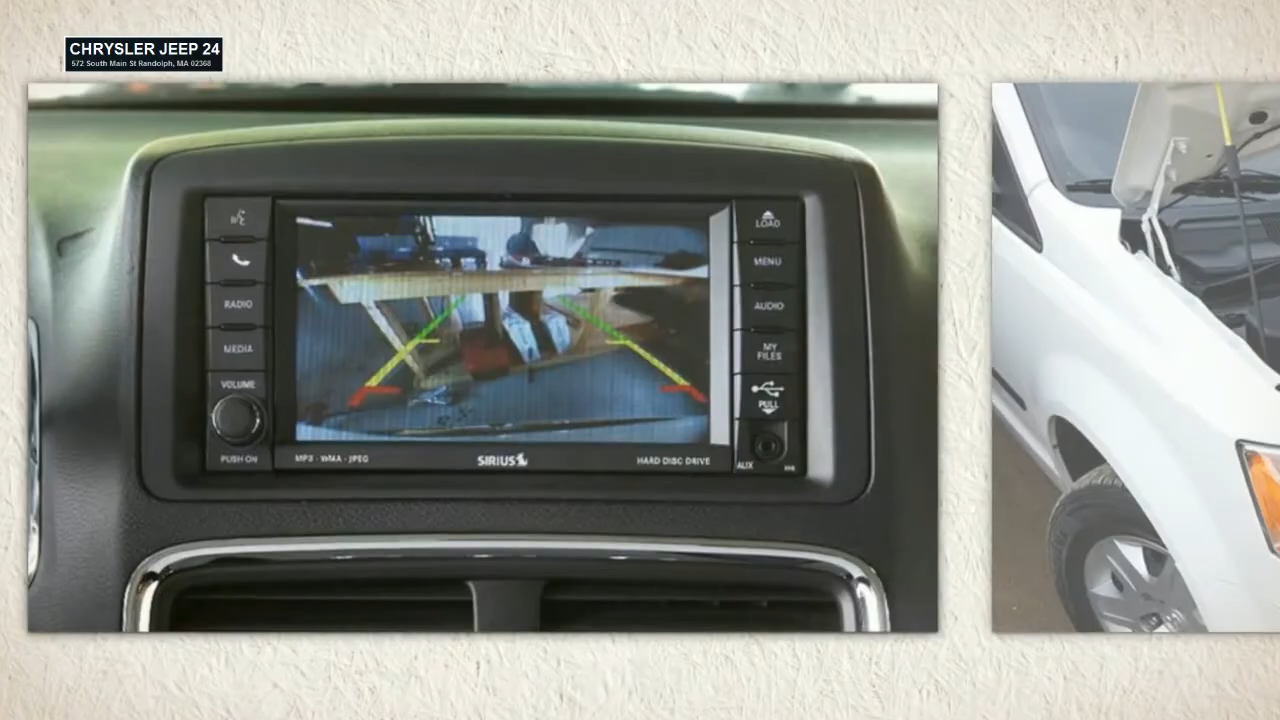 CHRYSLER JEEP 24
572 South Main St Randolph, MA 02368
LOAD
MENU
RADIO
AUDIO
MEDIA
MY
FILES
VOLUME
PULL
PUSH ON
MP3 - WMA - JPEG
SIRIUS
HARD DISC DRIVE
AUX